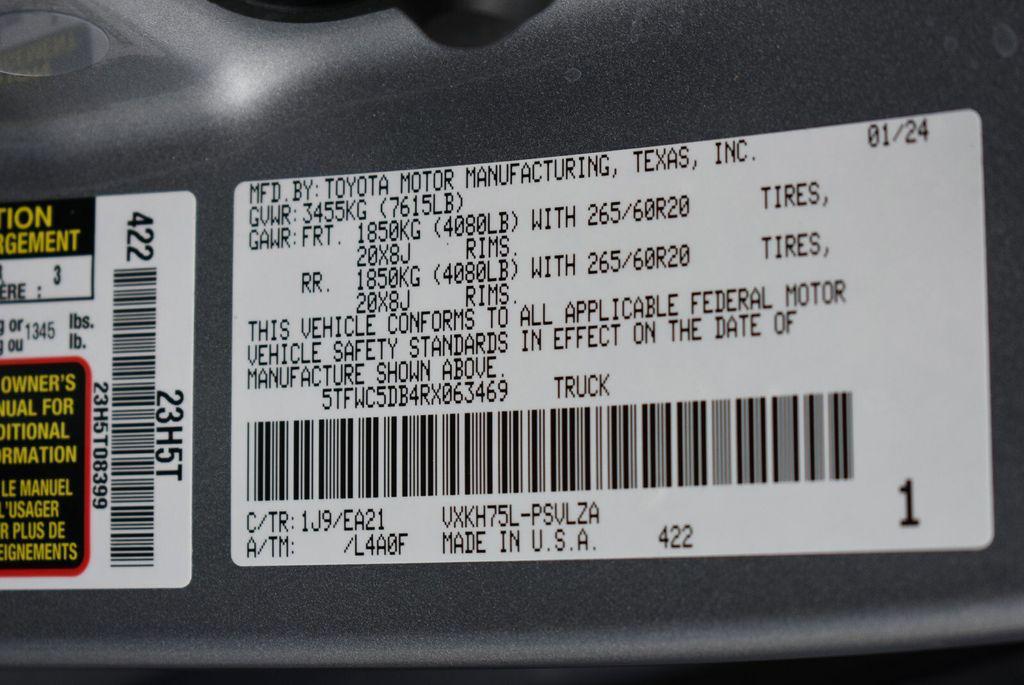 TION
RGEMENT
3
ÈRE :
g or 1345 lbs.
g ou lb.
OWNER'S
NUAL FOR
DITIONAL
ORMATION
LE MANUEL
L'USAGER
R PLUS DE
EIGNEMENTS
422
23H5T08399
23H5T
01/24
MFD.BY: TOYOTA MOTOR MANUFACTURING, TEXAS, INC.
GVWR: 3455KG (7615LB)
GAWR: FRT. 1850KG (4080LB) WITH 265/60R20 TIRES,
20X8J RIMS.
RR. 1850KG (4080LB) WITH 265/60R20 TIRES,
20X8J RIMS.
THIS VEHICLE CONFORMS TO ALL APPLICABLE FEDERAL MOTOR
VEHICLE SAFETY STANDARDS IN EFFECT ON THE DATE OF
MANUFACTURE SHOWN ABOVE.
5TFWC5DB4RX063469 TRUCK
C/TR: 1J9/EA21 VXKH75L-PSVLZA
A/TM: /L4A0F MADE IN U.S.A. 422
1